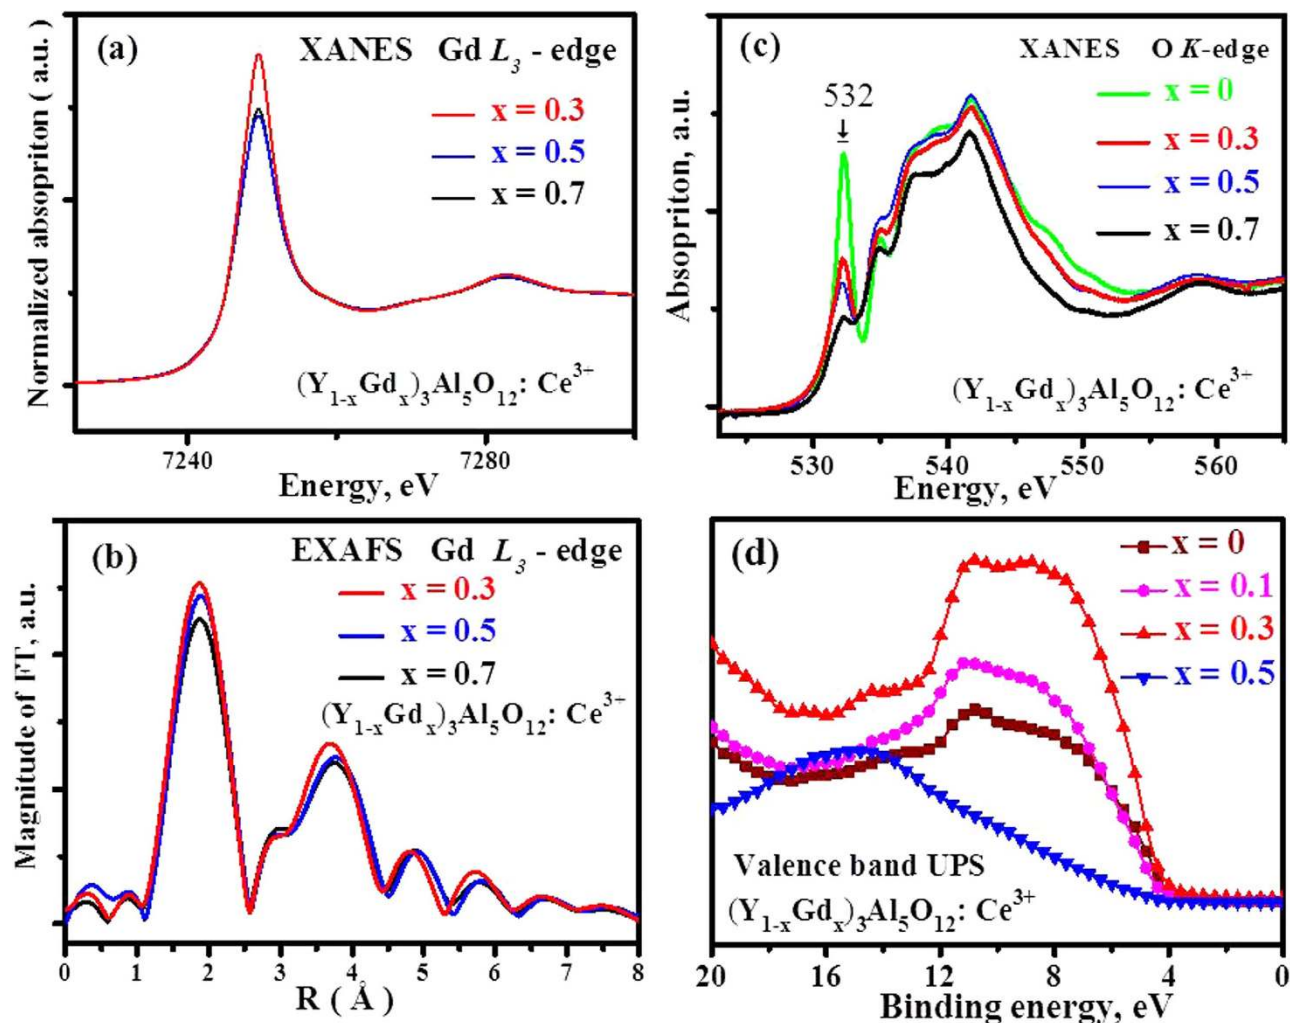 (a) XANES Gd L₃ - edge
x = 0.3
x = 0.5
x = 0.7
(Y₁₋ₓGdₓ)₃Al₅O₁₂: Ce³⁺
Normalized absopriton ( a.u.)
7240 7280
Energy, eV
(c) XANES O K-edge
532
x = 0
x = 0.3
x = 0.5
x = 0.7
(Y₁₋ₓGdₓ)₃Al₅O₁₂: Ce³⁺
Absopriton, a.u.
530 540 550 560
Energy, eV
(b) EXAFS Gd L₃ - edge
x = 0.3
x = 0.5
x = 0.7
(Y₁₋ₓGdₓ)₃Al₅O₁₂: Ce³⁺
Magnitude of FT, a.u.
0 1 2 3 4 5 6 7 8
R ( Å )
(d)
x = 0
x = 0.1
x = 0.3
x = 0.5
Valence band UPS
(Y₁₋ₓGdₓ)₃Al₅O₁₂: Ce³⁺
20 16 12 8 4 0
Binding energy, eV